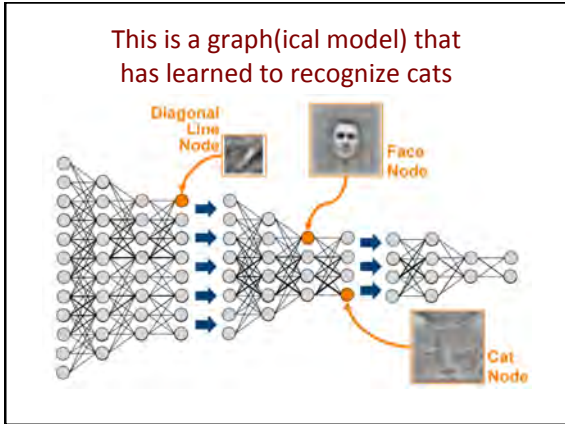 This is a graph(ical model) that
has learned to recognize cats
Diagonal
Line
Node
Face
Node
Cat
Node